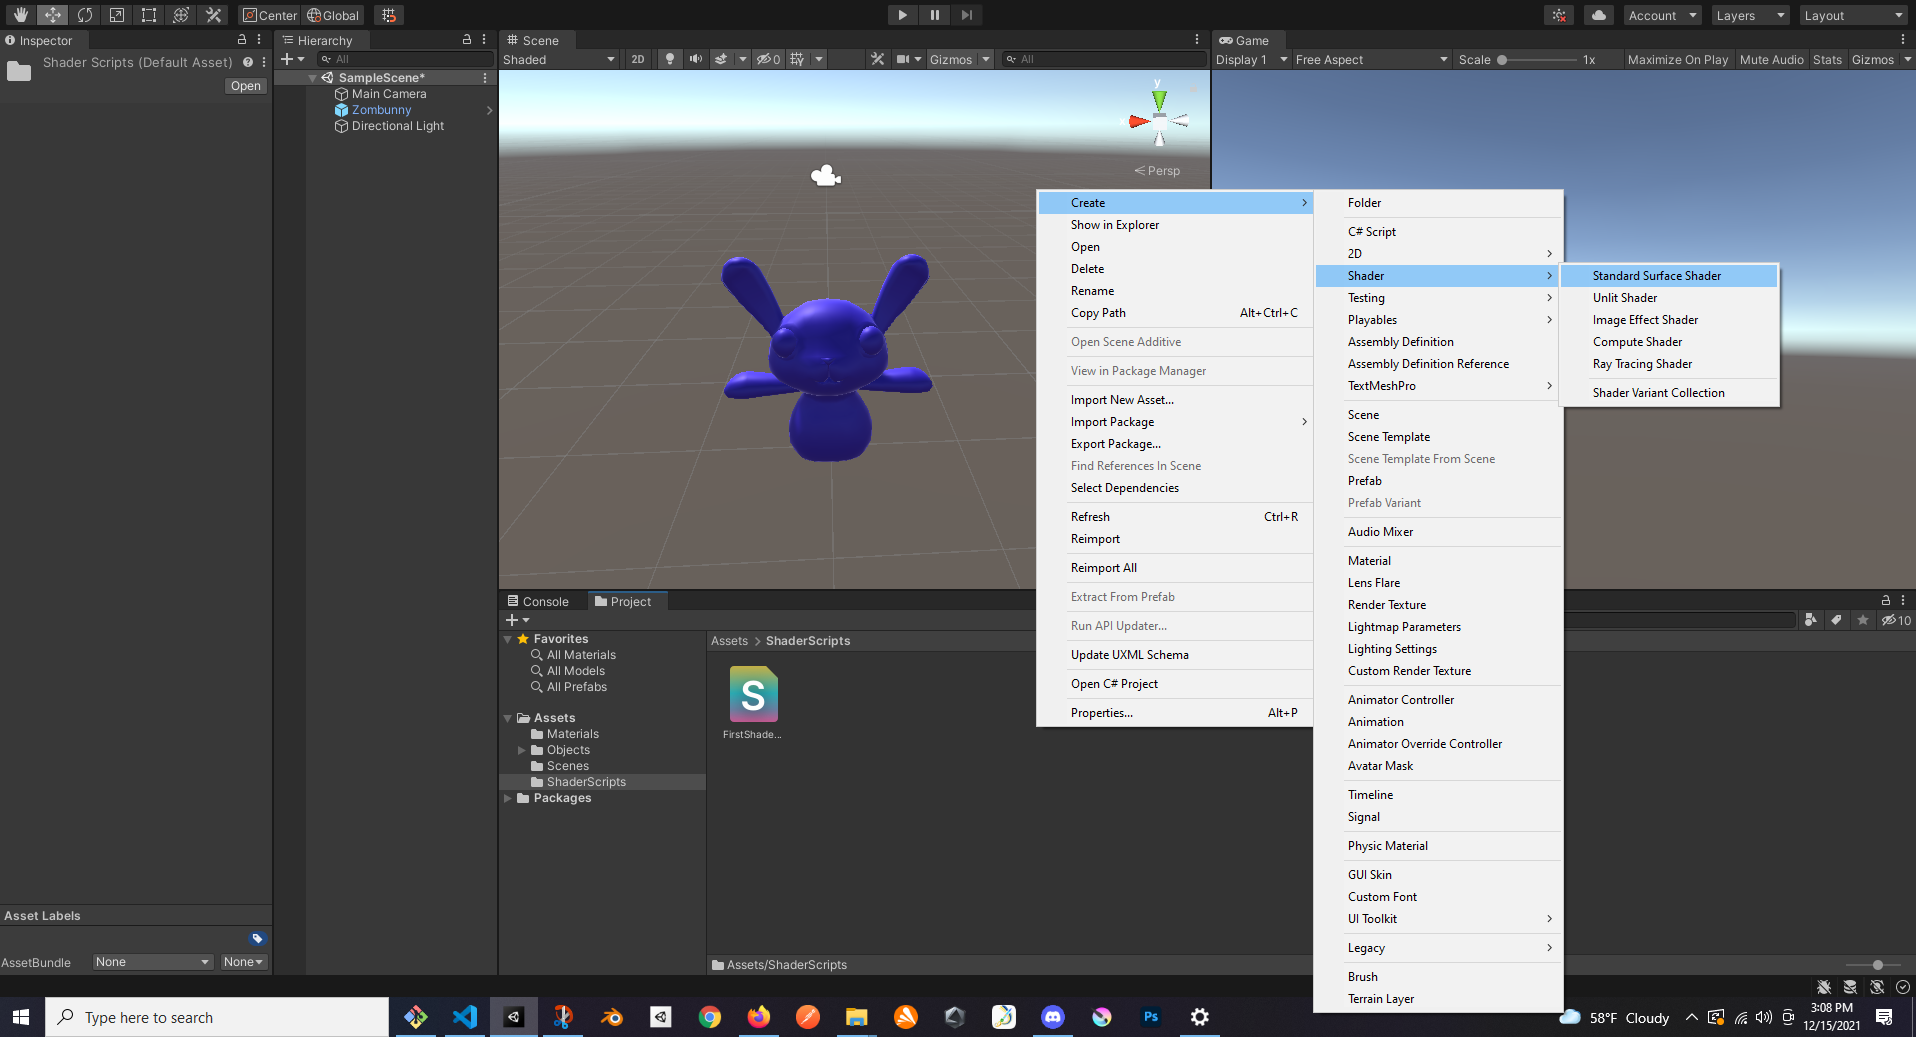 Center
Global
Account
Layers
Layout
Inspector
Shader Scripts (Default Asset)
Open
Asset Labels
AssetBundle
None
None
Hierarchy
All
SampleScene*
Main Camera
Zombunny
Directional Light
Scene
Shaded
2D
0
Gizmos
All
y
Persp
Game
Display 1
Free Aspect
Scale
1x
Maximize On Play
Mute Audio
Stats
Gizmos
Create
Show in Explorer
Open
Delete
Rename
Copy Path Alt+Ctrl+C
Open Scene Additive
View in Package Manager
Import New Asset...
Import Package
Export Package...
Find References In Scene
Select Dependencies
Refresh Ctrl+R
Reimport
Reimport All
Extract From Prefab
Run API Updater...
Update UXML Schema
Open C# Project
Properties... Alt+P
Folder
C# Script
2D
Shader
Testing
Playables
Assembly Definition
Assembly Definition Reference
TextMeshPro
Scene
Scene Template
Scene Template From Scene
Prefab
Prefab Variant
Audio Mixer
Material
Lens Flare
Render Texture
Lightmap Parameters
Lighting Settings
Custom Render Texture
Animator Controller
Animation
Animator Override Controller
Avatar Mask
Timeline
Signal
Physic Material
GUI Skin
Custom Font
UI Toolkit
Legacy
Brush
Terrain Layer
Standard Surface Shader
Unlit Shader
Image Effect Shader
Compute Shader
Ray Tracing Shader
Shader Variant Collection
Console
Project
10
Favorites
All Materials
All Models
All Prefabs
Assets
Materials
Objects
Scenes
ShaderScripts
Packages
Assets > ShaderScripts
S
FirstShade...
Assets/ShaderScripts
Type here to search
Ps
58°F Cloudy
3:08 PM
12/15/2021